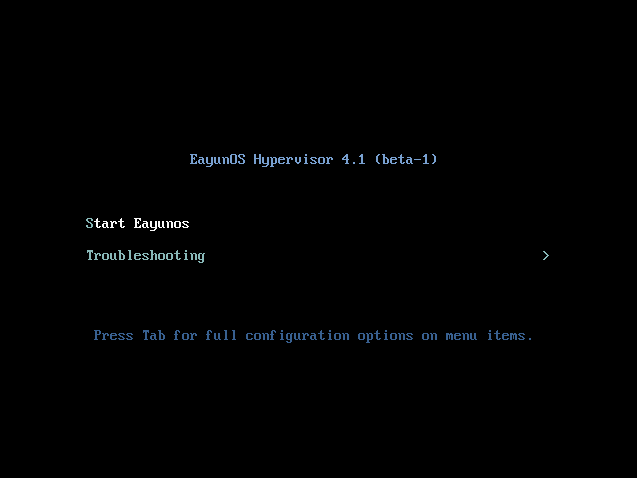 EayunOS Hypervisor 4.1 (beta-1)
Start Eayunos
Troubleshooting >
Press Tab for full configuration options on menu items.